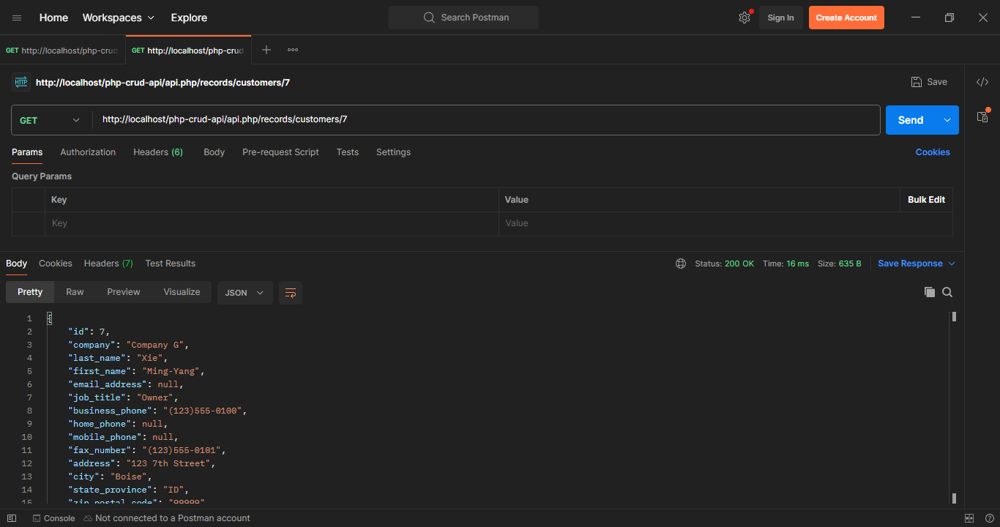 Home Workspaces Explore Search Postman Sign In Create Account
GET http://localhost/php-crud GET http://localhost/php-crud
HTTP http://localhost/php-crud-api/api.php/records/customers/7 Save
GET http://localhost/php-crud-api/api.php/records/customers/7 Send
Params Authorization Headers (6) Body Pre-request Script Tests Settings Cookies
Query Params
Key Value Bulk Edit
Key Value
Body Cookies Headers (7) Test Results Status: 200 OK Time: 16 ms Size: 635 B Save Response
Pretty Raw Preview Visualize JSON
1 {
2 "id": 7,
3 "company": "Company G",
4 "last_name": "Xie",
5 "first_name": "Ming-Yang",
6 "email_address": null,
7 "job_title": "Owner",
8 "business_phone": "(123)555-0100",
9 "home_phone": null,
10 "mobile_phone": null,
11 "fax_number": "(123)555-0101",
12 "address": "123 7th Street",
13 "city": "Boise",
14 "state_province": "ID",
15 "zip_postal_code": "99999"
Console Not connected to a Postman account